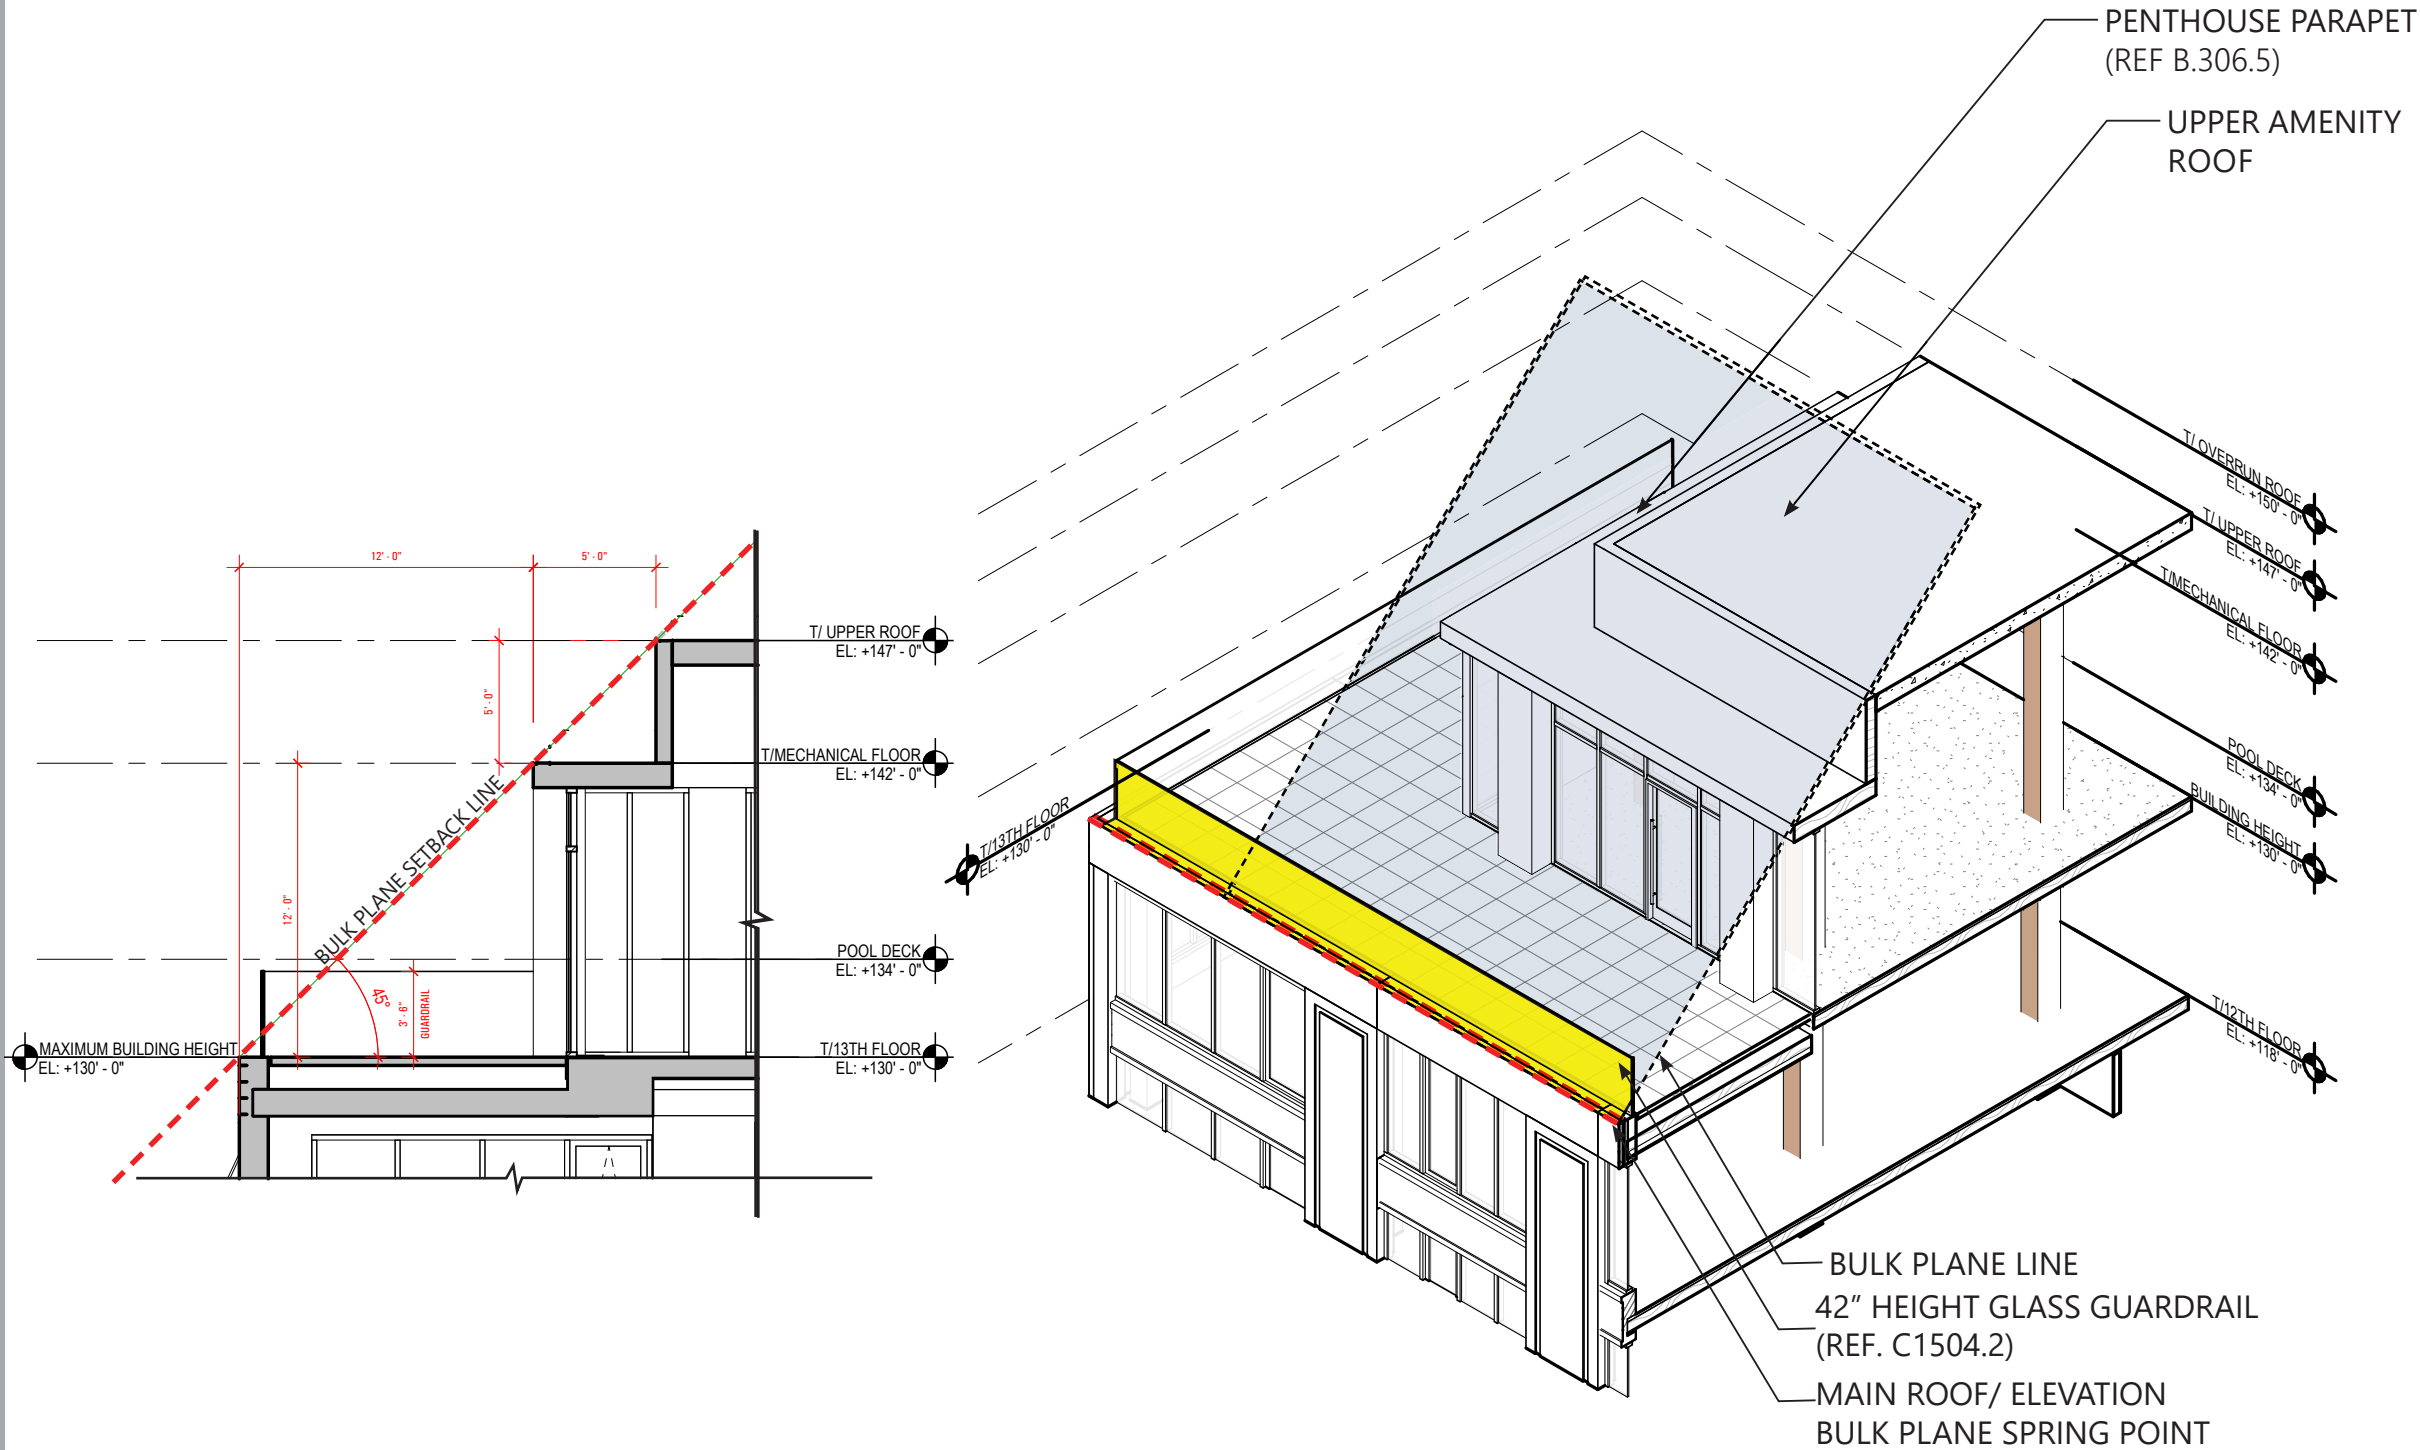 PENTHOUSE PARAPET
(REF B.306.5)
UPPER AMENITY
ROOF
T/ OVERRUN ROOF
EL: +150' - 0"
T/ UPPER ROOF
EL: +147' - 0"
T/MECHANICAL FLOOR
EL: +142' - 0"
POOL DECK
EL: +134' - 0"
BUILDING HEIGHT
EL: +130' - 0"
T/12TH FLOOR
EL: +118' - 0"
T/13TH FLOOR
EL: +130' - 0"
12' - 0"
5' - 0"
T/ UPPER ROOF
EL: +147' - 0"
5' - 0"
T/MECHANICAL FLOOR
EL: +142' - 0"
BULK PLANE SETBACK LINE
12' - 0"
POOL DECK
EL: +134' - 0"
45°
3' - 6"
GUARDRAIL
MAXIMUM BUILDING HEIGHT
EL: +130' - 0"
T/13TH FLOOR
EL: +130' - 0"
BULK PLANE LINE
42” HEIGHT GLASS GUARDRAIL
(REF. C1504.2)
MAIN ROOF/ ELEVATION
BULK PLANE SPRING POINT